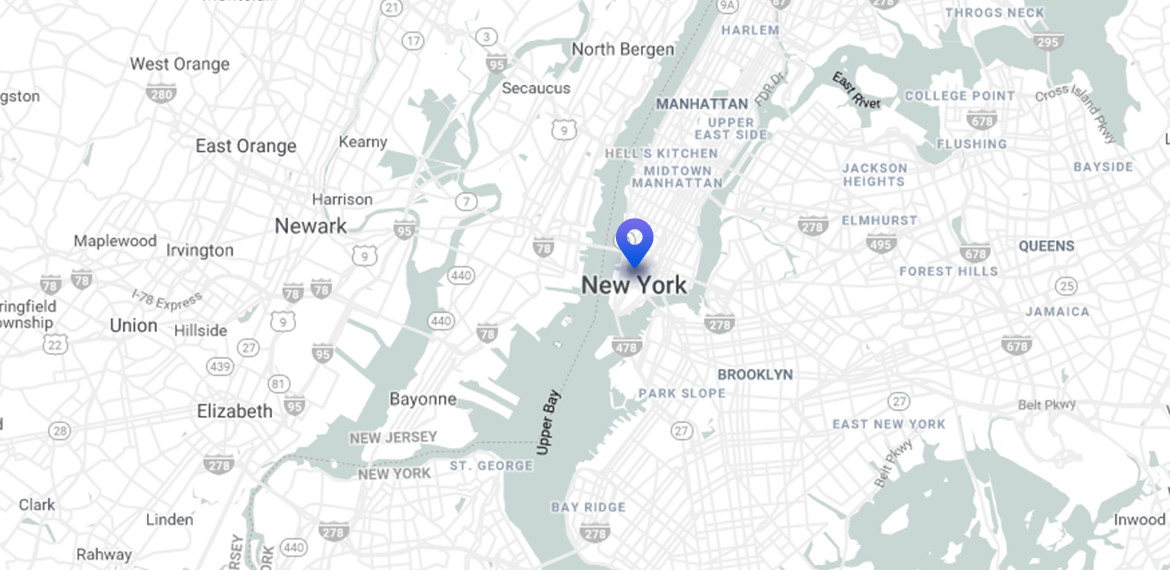 21
9A
87
278
THROGS NECK
17
3
HARLEM
295
North Bergen
West Orange
95
280
Secaucus
FDR Dr
East River
COLLEGE POINT
Cross Island Pkwy
MANHATTAN
UPPER
EAST SIDE
678
9
East Orange
Kearny
FLUSHING
HELL'S KITCHEN
MIDTOWN
MANHATTAN
JACKSON
HEIGHTS
BAYSIDE
Harrison
7
Newark
95
278
ELMHURST
Maplewood
Irvington
9
78
495
678
QUEENS
FOREST HILLS
78
78
440
New York
25
78
78
I-78 Express
ringfield
ownship
Union
Hillside
9
440
78
278
JAMAICA
22
27
95
478
678
439
81
BROOKLYN
Elizabeth
95
Bayonne
PARK SLOPE
27
Belt Pkwy
28
NEW JERSEY
Upper Bay
27
EAST NEW YORK
278
NEW YORK
ST. GEORGE
Belt Pkwy
Clark
Linden
BAY RIDGE
Inwood
278
278
440
Rahway